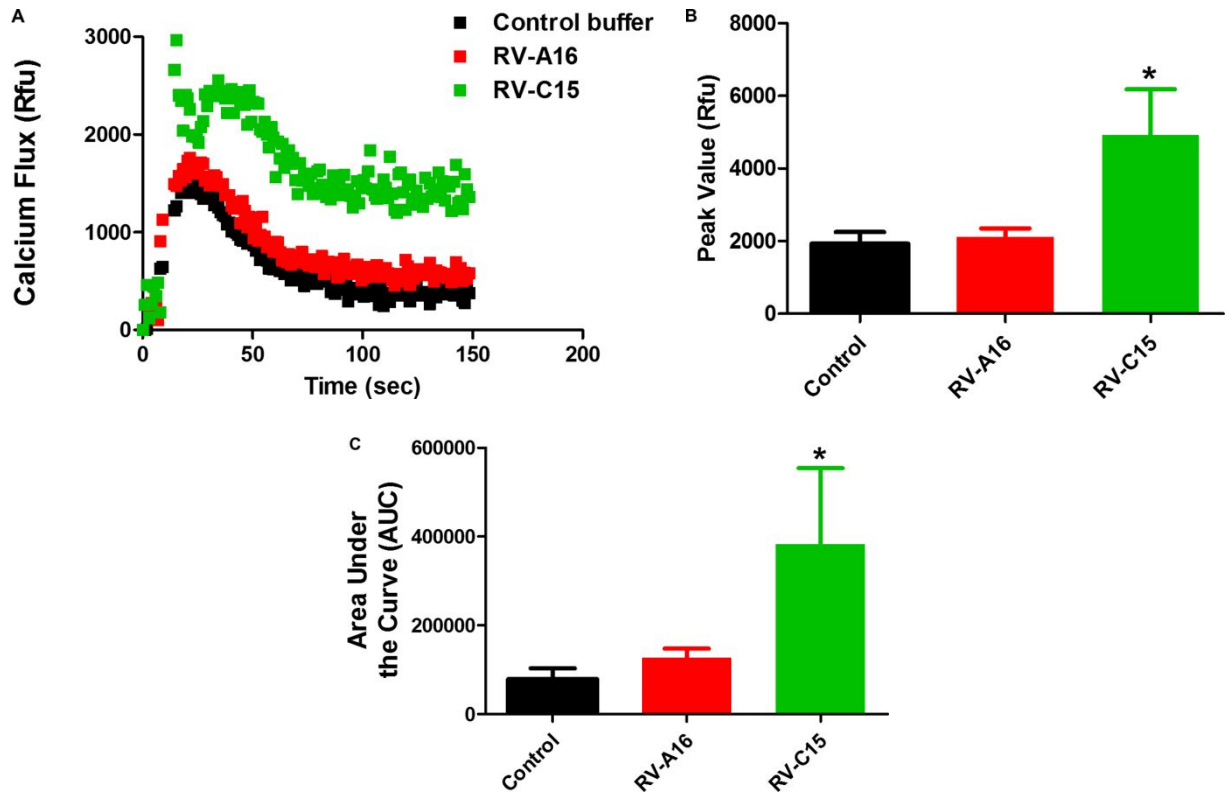 A
Calcium Flux (Rfu)
3000
2000
1000
0
0 50 100 150 200
Time (sec)
Control buffer
RV-A16
RV-C15
B
Peak Value (Rfu)
8000
6000
4000
2000
0
*
Control RV-A16 RV-C15
C
Area Under
the Curve (AUC)
600000
400000
200000
0
*
Control RV-A16 RV-C15